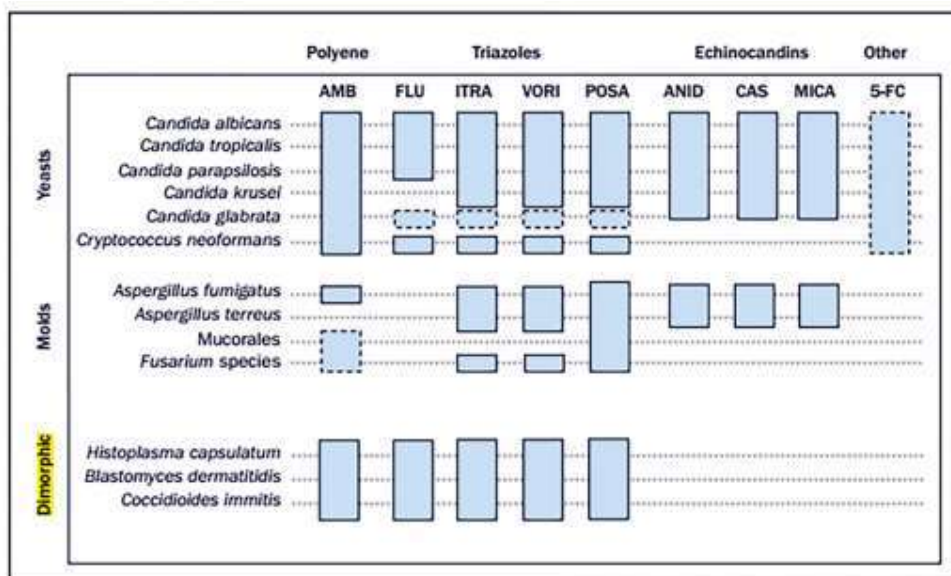 Polyene Triazoles Echinocandins Other
AMB FLU ITRA VORI POSA ANID CAS MICA 5-FC
Yeasts
Candida albicans
Candida tropicalis
Candida parapsilosis
Candida krusei
Candida glabrata
Cryptococcus neoformans
Molds
Aspergillus fumigatus
Aspergillus terreus
Mucorales
Fusarium species
Dimorphic
Histoplasma capsulatum
Blastomyces dermatitidis
Coccidioides immitis